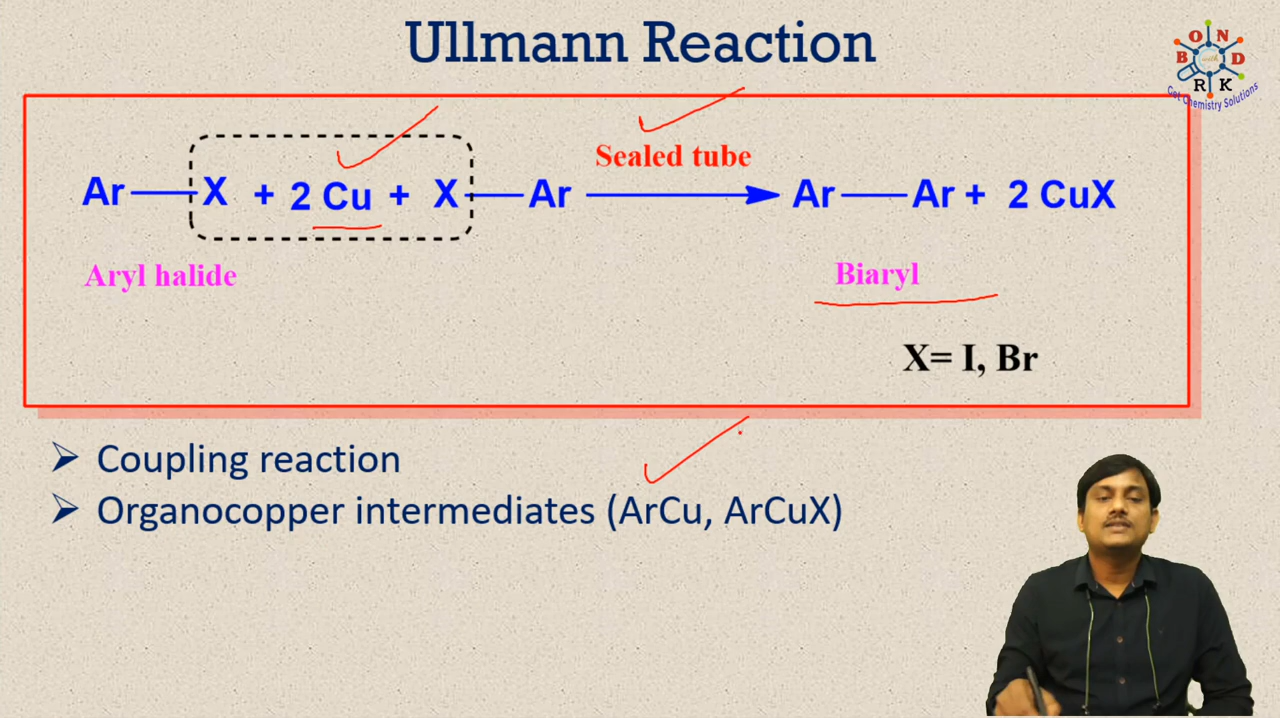 Ullmann Reaction
BOND
with
RK
Get Chemistry Solutions
Sealed tube
Ar—X + 2 Cu + X—Ar → Ar—Ar + 2 CuX
Aryl halide
Biaryl
X= I, Br
➢ Coupling reaction
➢ Organocopper intermediates (ArCu, ArCuX)